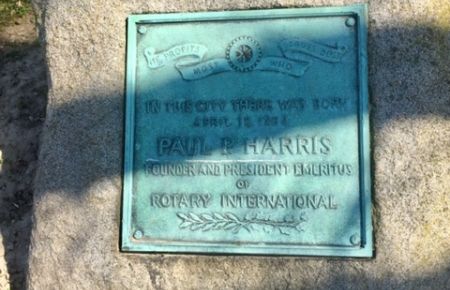 HE PROFITS
MOST WHO
SERVES BEST
IN THIS CITY THERE WAS BORN
APRIL 19, 1868
PAUL P. HARRIS
FOUNDER AND PRESIDENT EMERITUS
OF
ROTARY INTERNATIONAL